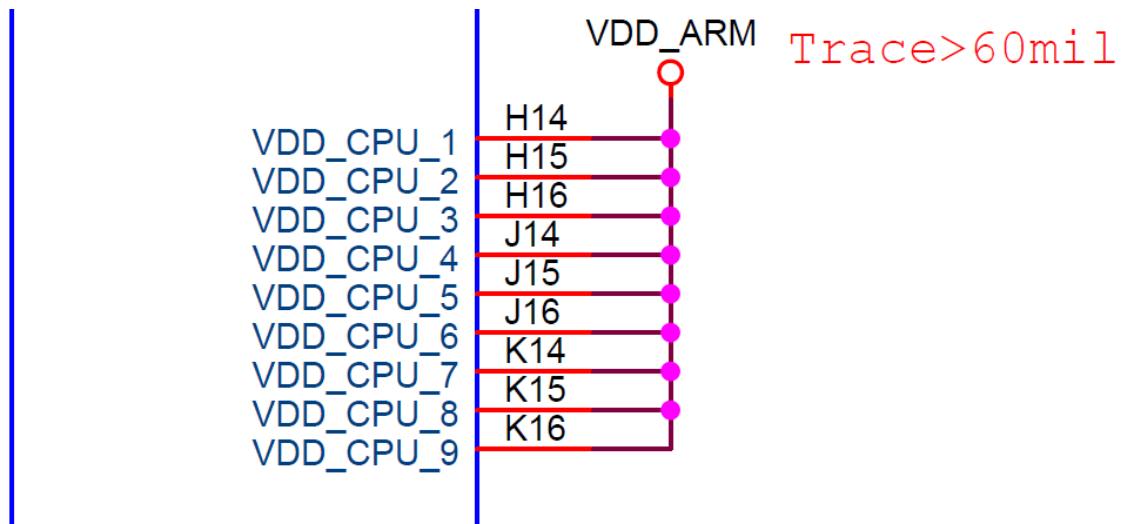 VDD_ARM
Trace>60mil
VDD_CPU_1 H14
VDD_CPU_2 H15
VDD_CPU_3 H16
VDD_CPU_4 J14
VDD_CPU_5 J15
VDD_CPU_6 J16
VDD_CPU_7 K14
VDD_CPU_8 K15
VDD_CPU_9 K16